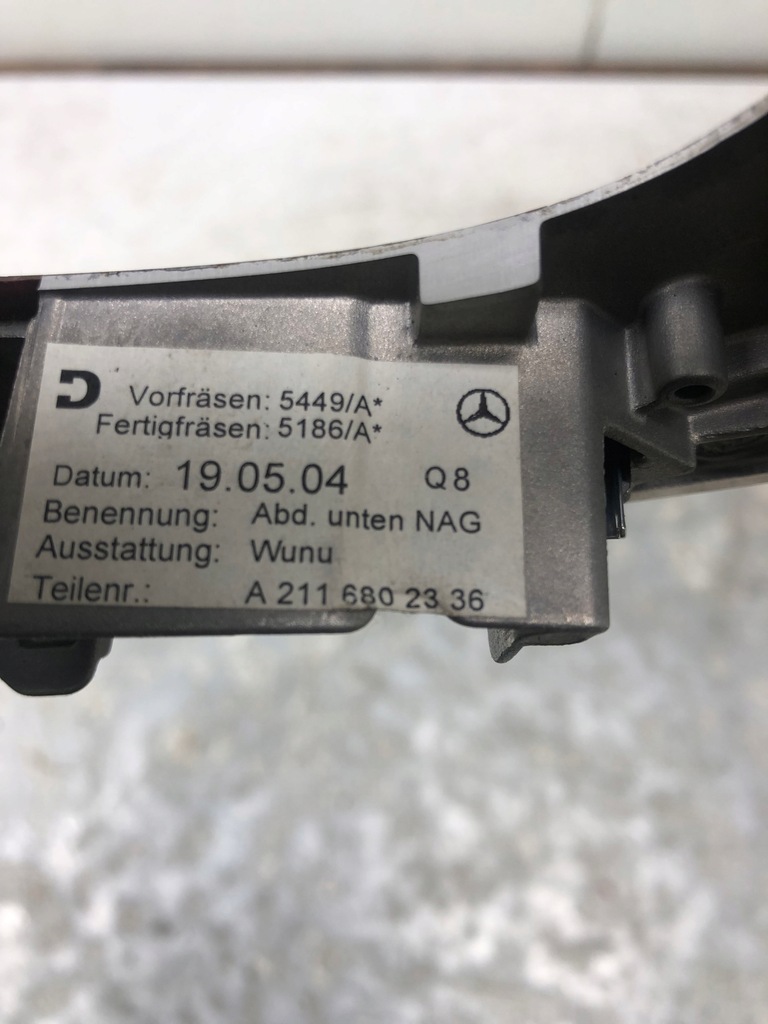 Vorfräsen: 5449/A*
Fertigfräsen: 5186/A*
Datum: 19.05.04 Q8
Benennung: Abd. unten NAG
Ausstattung: Wunu
Teilenr.: A 211 680 23 36